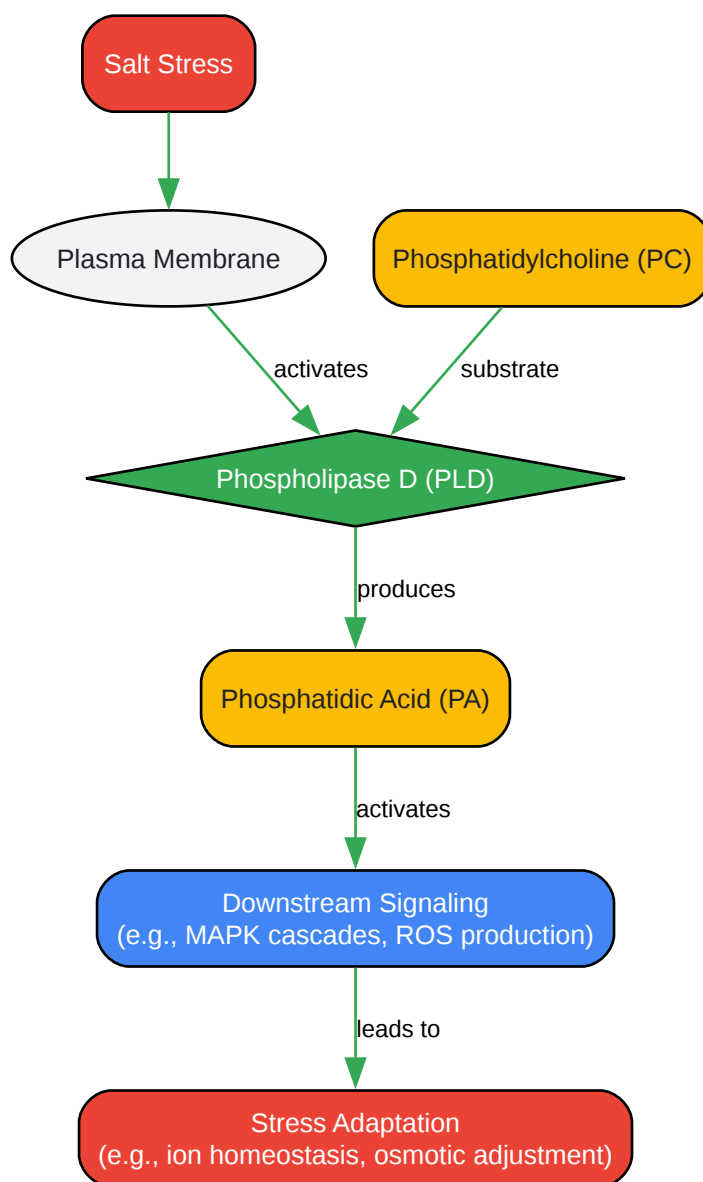 Salt Stress
Plasma Membrane
Phosphatidylcholine (PC)
activates
substrate
Phospholipase D (PLD)
produces
Phosphatidic Acid (PA)
activates
Downstream Signaling
(e.g., MAPK cascades, ROS production)
leads to
Stress Adaptation
(e.g., ion homeostasis, osmotic adjustment)